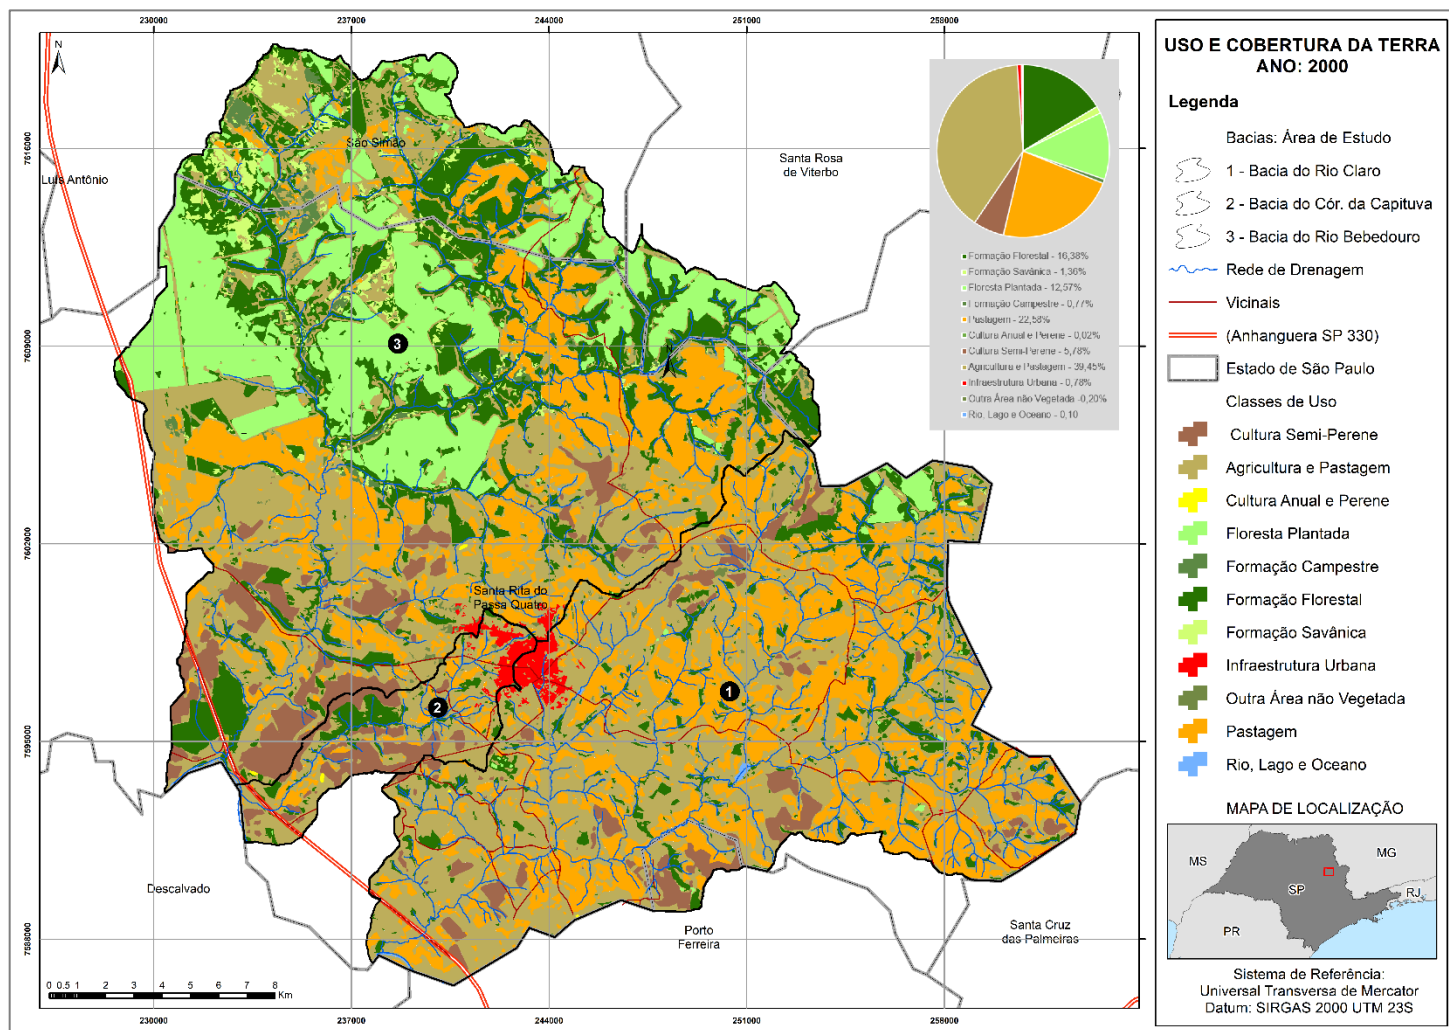 230000
237000
244000
251000
258000
N
São Simão
Luis Antônio
Santa Rosa
de Viterbo
7616000
7609000
7602000
7595000
7588000
3
N
Santa Rita do
Passa Quatro
1
2
Descalvado
Porto
Ferreira
Santa Cruz
das Palmeiras
0 0.5 1 2 3 4 5 6 7 8
Km
230000
237000
244000
251000
258000
Formação Florestal - 16,38%
Formação Savânica - 1,36%
Floresta Plantada - 12,57%
Formação Campestre - 0,77%
Pastagem - 22,58%
Cultura Anual e Perene - 0,02%
Cultura Semi-Perene - 5,78%
Agricultura e Pastagem - 39,45%
Infraestrutura Urbana - 0,78%
Outra Área não Vegetada -0,20%
Rio, Lago e Oceano - 0,10
USO E COBERTURA DA TERRA
ANO: 2000
Legenda
Bacias: Área de Estudo
1 - Bacia do Rio Claro
2 - Bacia do Cór. da Capituva
3 - Bacia do Rio Bebedouro
Rede de Drenagem
Vicinais
(Anhanguera SP 330)
Estado de São Paulo
Classes de Uso
Cultura Semi-Perene
Agricultura e Pastagem
Cultura Anual e Perene
Floresta Plantada
Formação Campestre
Formação Florestal
Formação Savânica
Infraestrutura Urbana
Outra Área não Vegetada
Pastagem
Rio, Lago e Oceano
MAPA DE LOCALIZAÇÃO
MS
MG
SP
RJ
PR
Sistema de Referência:
Universal Transversa de Mercator
Datum: SIRGAS 2000 UTM 23S